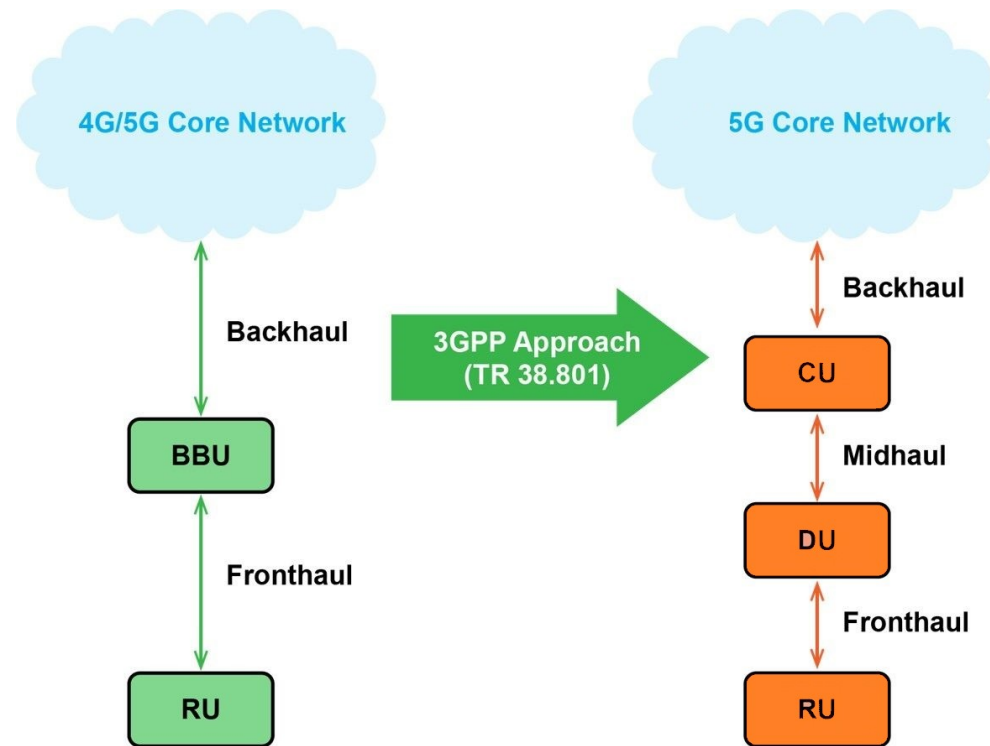 4G/5G Core Network
Backhaul
BBU
Fronthaul
RU
3GPP Approach
(TR 38.801)
5G Core Network
Backhaul
CU
Midhaul
DU
Fronthaul
RU